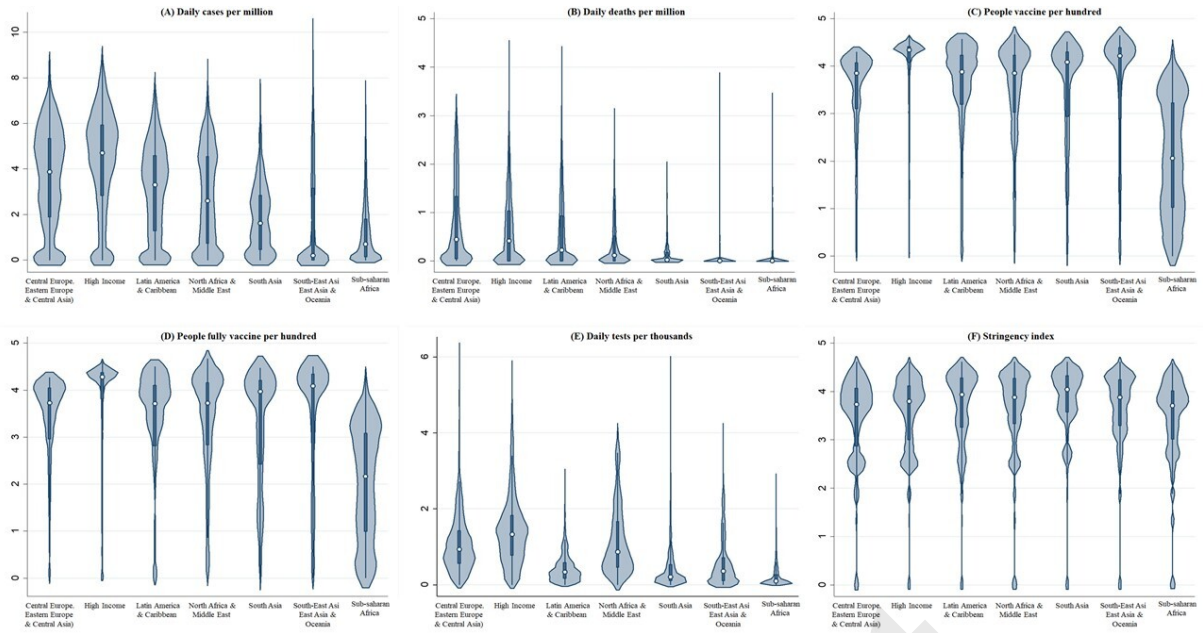 (A) Daily cases per million
10
8
6
4
2
0
Central Europe, Eastern Europe & Central Asia)
High Income
Latin America & Caribbean
North Africa & Middle East
South Asia
South-East Asi East Asia & Oceania
Sub-saharan Africa
(B) Daily deaths per million
5
4
3
2
1
0
Central Europe, Eastern Europe & Central Asia)
High Income
Latin America & Caribbean
North Africa & Middle East
South Asia
South-East Asi East Asia & Oceania
Sub-saharan Africa
(C) People vaccine per hundred
5
4
3
2
1
0
Central Europe, Eastern Europe & Central Asia)
High Income
Latin America & Caribbean
North Africa & Middle East
South Asia
South-East Asi East Asia & Oceania
Sub-saharan Africa
(D) People fully vaccine per hundred
5
4
3
2
1
0
Central Europe, Eastern Europe & Central Asia)
High Income
Latin America & Caribbean
North Africa & Middle East
South Asia
South-East Asi East Asia & Oceania
Sub-saharan Africa
(E) Daily tests per thousands
6
4
2
0
Central Europe, Eastern Europe & Central Asia)
High Income
Latin America & Caribbean
North Africa & Middle East
South Asia
South-East Asi East Asia & Oceania
Sub-saharan Africa
(F) Stringency index
5
4
3
2
1
0
Central Europe, Eastern Europe & Central Asia)
High Income
Latin America & Caribbean
North Africa & Middle East
South Asia
South-East Asi East Asia & Oceania
Sub-saharan Africa